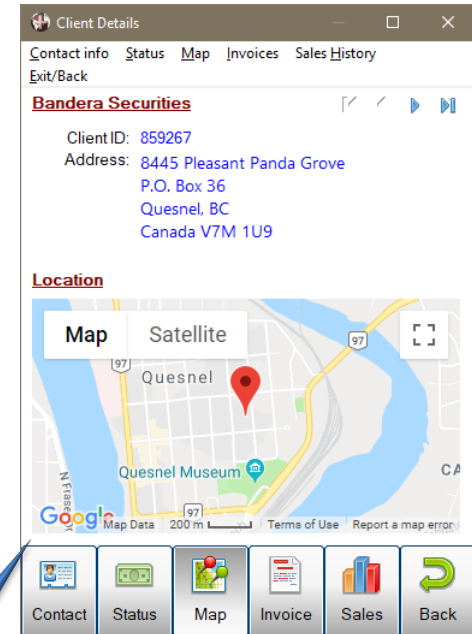 Client Details
Contact info Status Map Invoices Sales History
Exit/Back
Bandera Securities
Client ID: 859267
Address: 8445 Pleasant Panda Grove
P.O. Box 36
Quesnel, BC
Canada V7M 1U9
Location
Map Satellite
97
97
Quesnel
Quesnel Museum
N Fraser
CA
97
Google Map Data 200 m Terms of Use Report a map error
Contact Status Map Invoice Sales Back